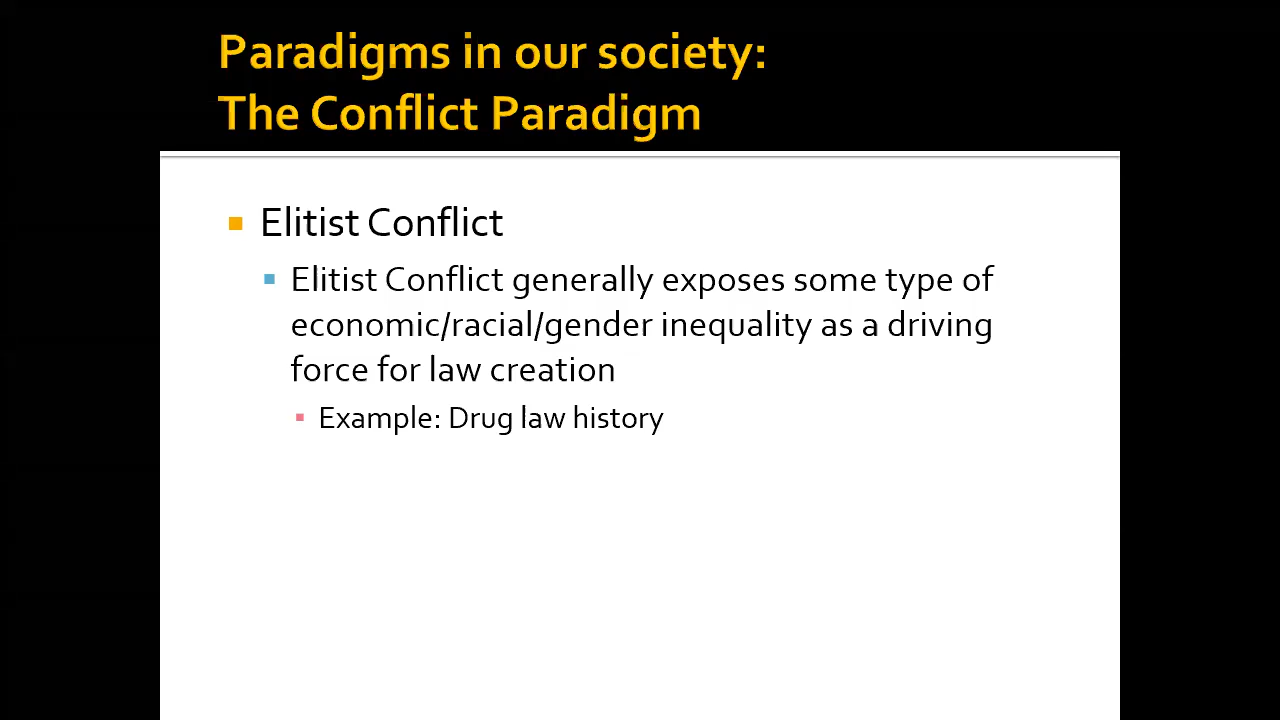 Paradigms in our society:
The Conflict Paradigm
Elitist Conflict
Elitist Conflict generally exposes some type of
economic/racial/gender inequality as a driving
force for law creation
Example: Drug law history